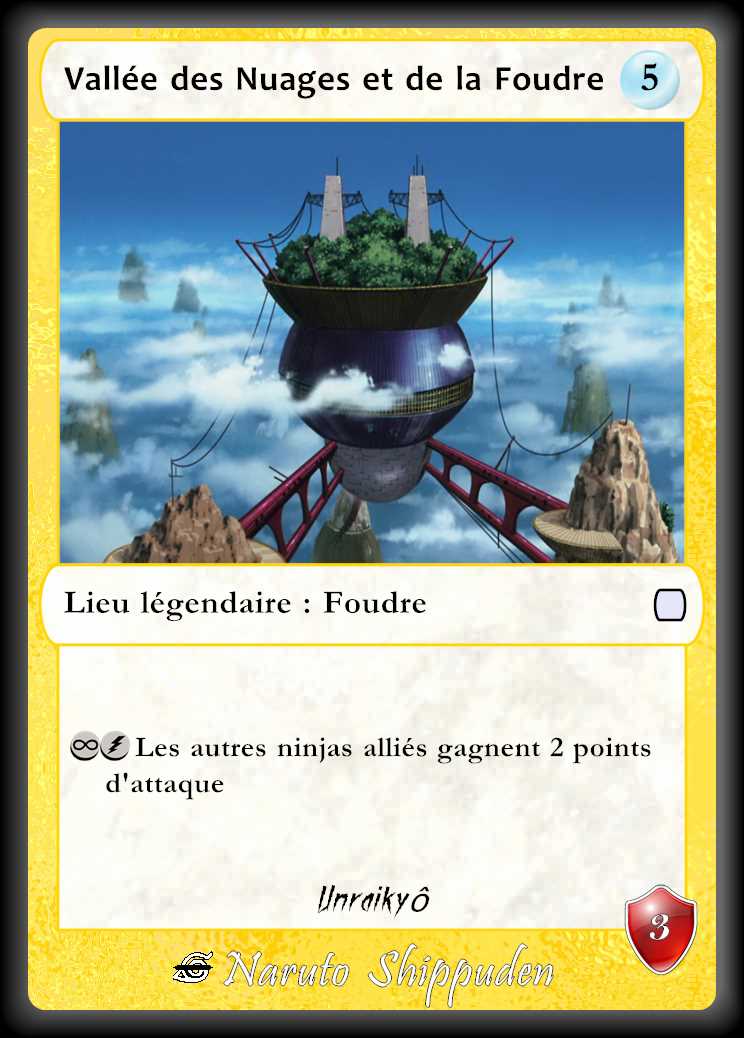 Vallée des Nuages et de la Foudre 5
Lieu légendaire : Foudre
Les autres ninjas alliés gagnent 2 points
d'attaque
Unraikyô
3
Naruto Shippuden